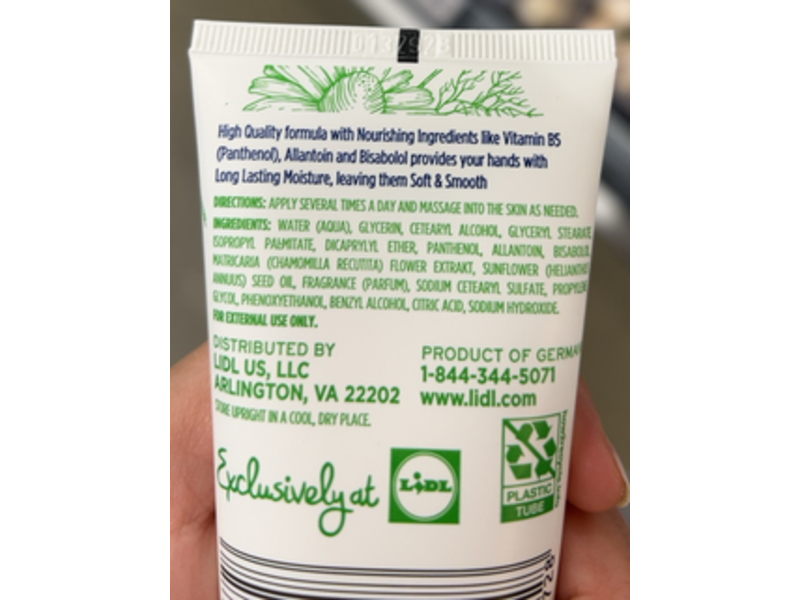 High Quality formula with Nourishing Ingredients like Vitamin B5
(Panthenol), Allantoin and Bisabolol provides your hands with
Long Lasting Moisture, leaving them Soft & Smooth
DIRECTIONS: APPLY SEVERAL TIMES A DAY AND MASSAGE INTO THE SKIN AS NEEDED.
INGREDIENTS: WATER (AQUA), GLYCERIN, CETEARYL ALCOHOL, GLYCERYL STEARATE,
ISOPROPYL PALMITATE, DICAPRYLYL ETHER, PANTHENOL, ALLANTOIN, BISABOLOL,
MATRICARIA (CHAMOMILLA RECUTITA) FLOWER EXTRAKT, SUNFLOWER (HELIANTHUS
ANNUUS) SEED OIL, FRAGRANCE (PARFUM), SODIUM CETEARYL SULFATE, PROPYLENE
GLYCOL, PHENOXYETHANOL, BENZYL ALCOHOL, CITRIC ACID, SODIUM HYDROXIDE.
FOR EXTERNAL USE ONLY.
DISTRIBUTED BY
LIDL US, LLC
ARLINGTON, VA 22202
STORE UPRIGHT IN A COOL, DRY PLACE.
PRODUCT OF GERMA
1-844-344-5071
www.lidl.com
Exclusively at
LIDL
PLASTIC
TUBE